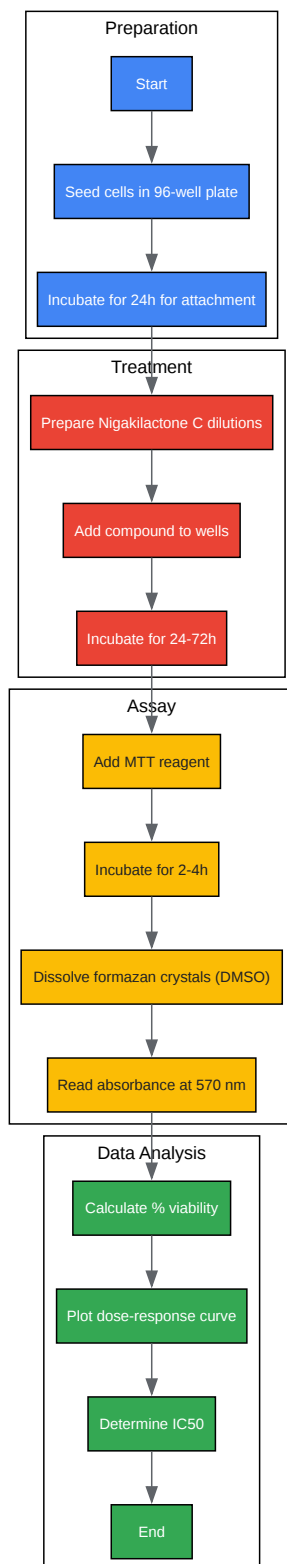 Preparation
Start
Seed cells in 96-well plate
Incubate for 24h for attachment
Treatment
Prepare Nigakilactone C dilutions
Add compound to wells
Incubate for 24-72h
Assay
Add MTT reagent
Incubate for 2-4h
Dissolve formazan crystals (DMSO)
Read absorbance at 570 nm
Data Analysis
Calculate % viability
Plot dose-response curve
Determine IC50
End